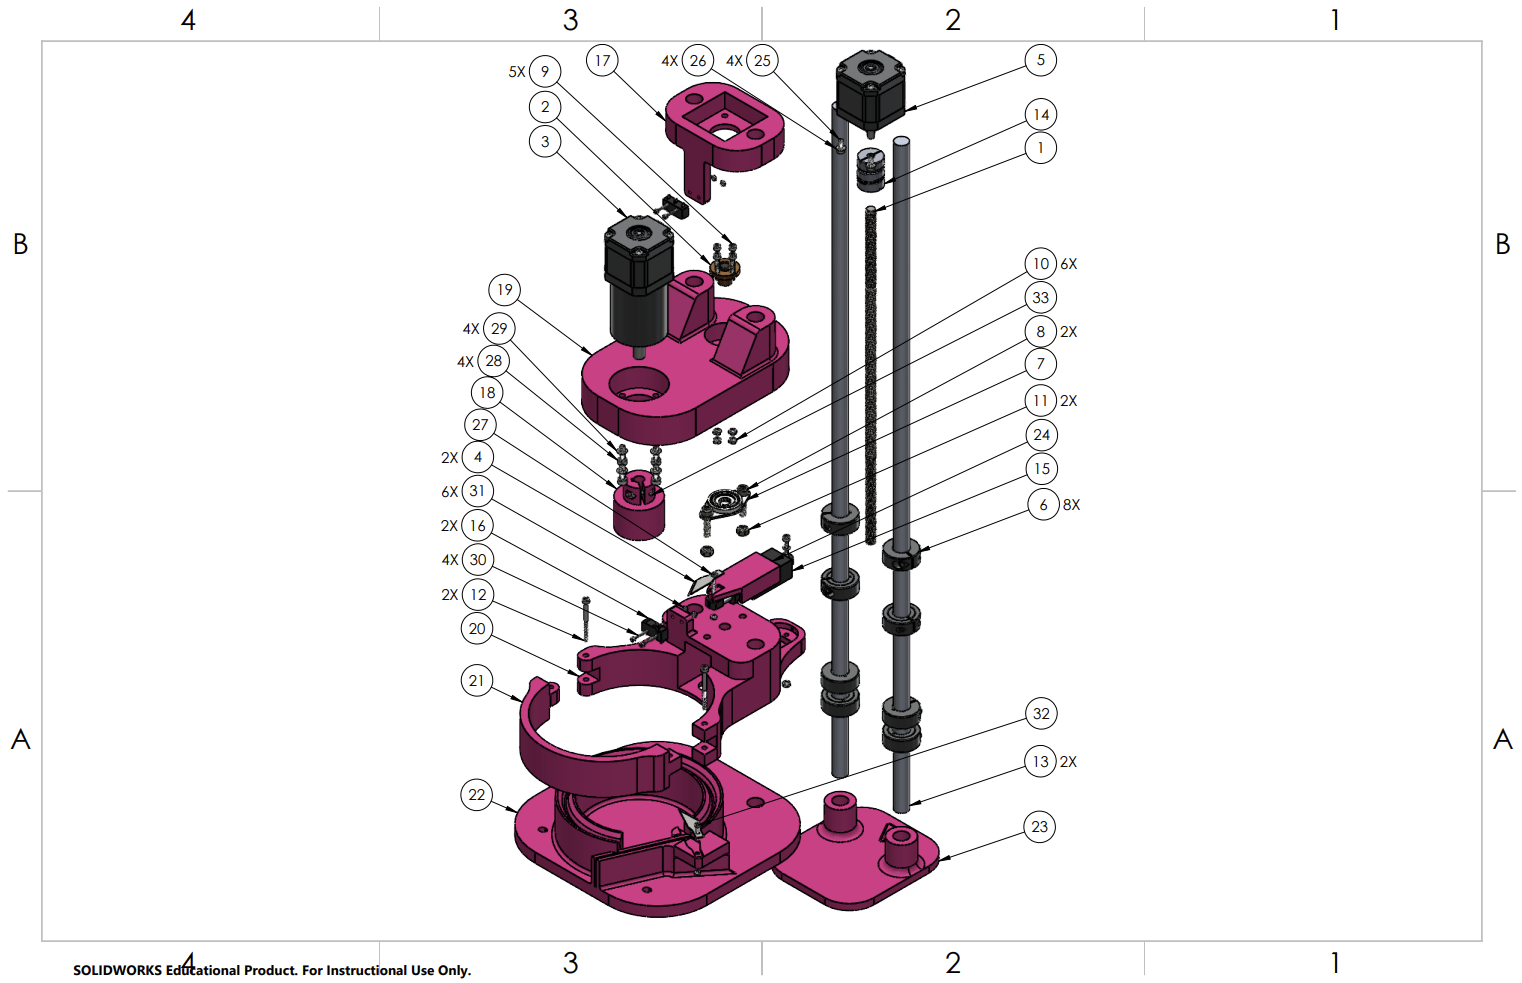 4 3 2 1
17 4X 26 4X 25 5
5X 9
2 14
3 1
B B
10 6X
19 33
4X 29 8 2X
4X 28 7
18 11 2X
27 24
2X 4 15
6X 31 6 8X
2X 16
4X 30
2X 12
20
21
32
A A
13 2X
22
23
4 3 2 1
SOLIDWORKS Educational Product. For Instructional Use Only.